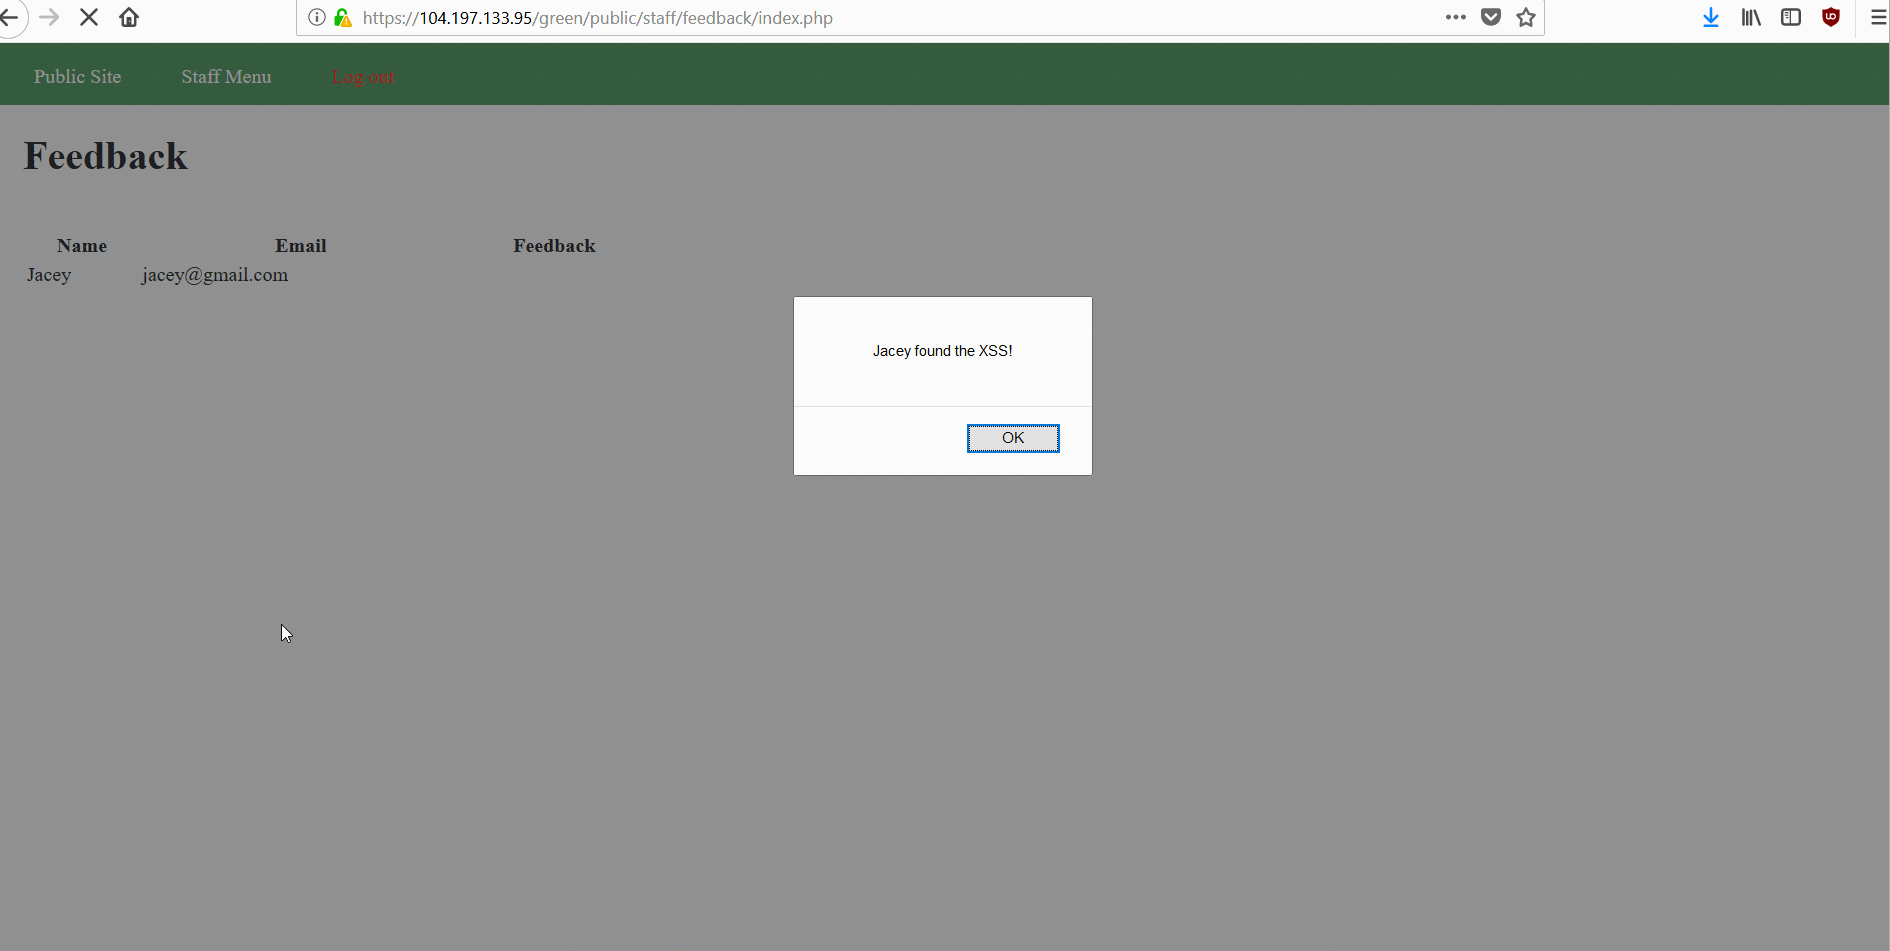 https://104.197.133.95/green/public/staff/feedback/index.php
Public Site Staff Menu Log out
Feedback
Name Email Feedback
Jacey jacey@gmail.com
Jacey found the XSS!
OK